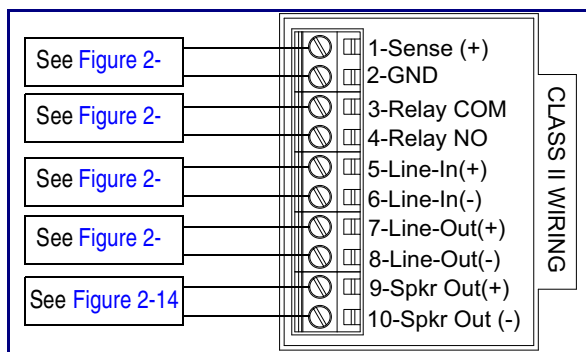 See Figure 2-
See Figure 2-
See Figure 2-
See Figure 2-
See Figure 2-14
1-Sense (+)
2-GND
3-Relay COM
4-Relay NO
5-Line-In(+)
6-Line-In(-)
7-Line-Out(+)
8-Line-Out(-)
9-Spkr Out(+)
10-Spkr Out (-)
CLASS II WIRING